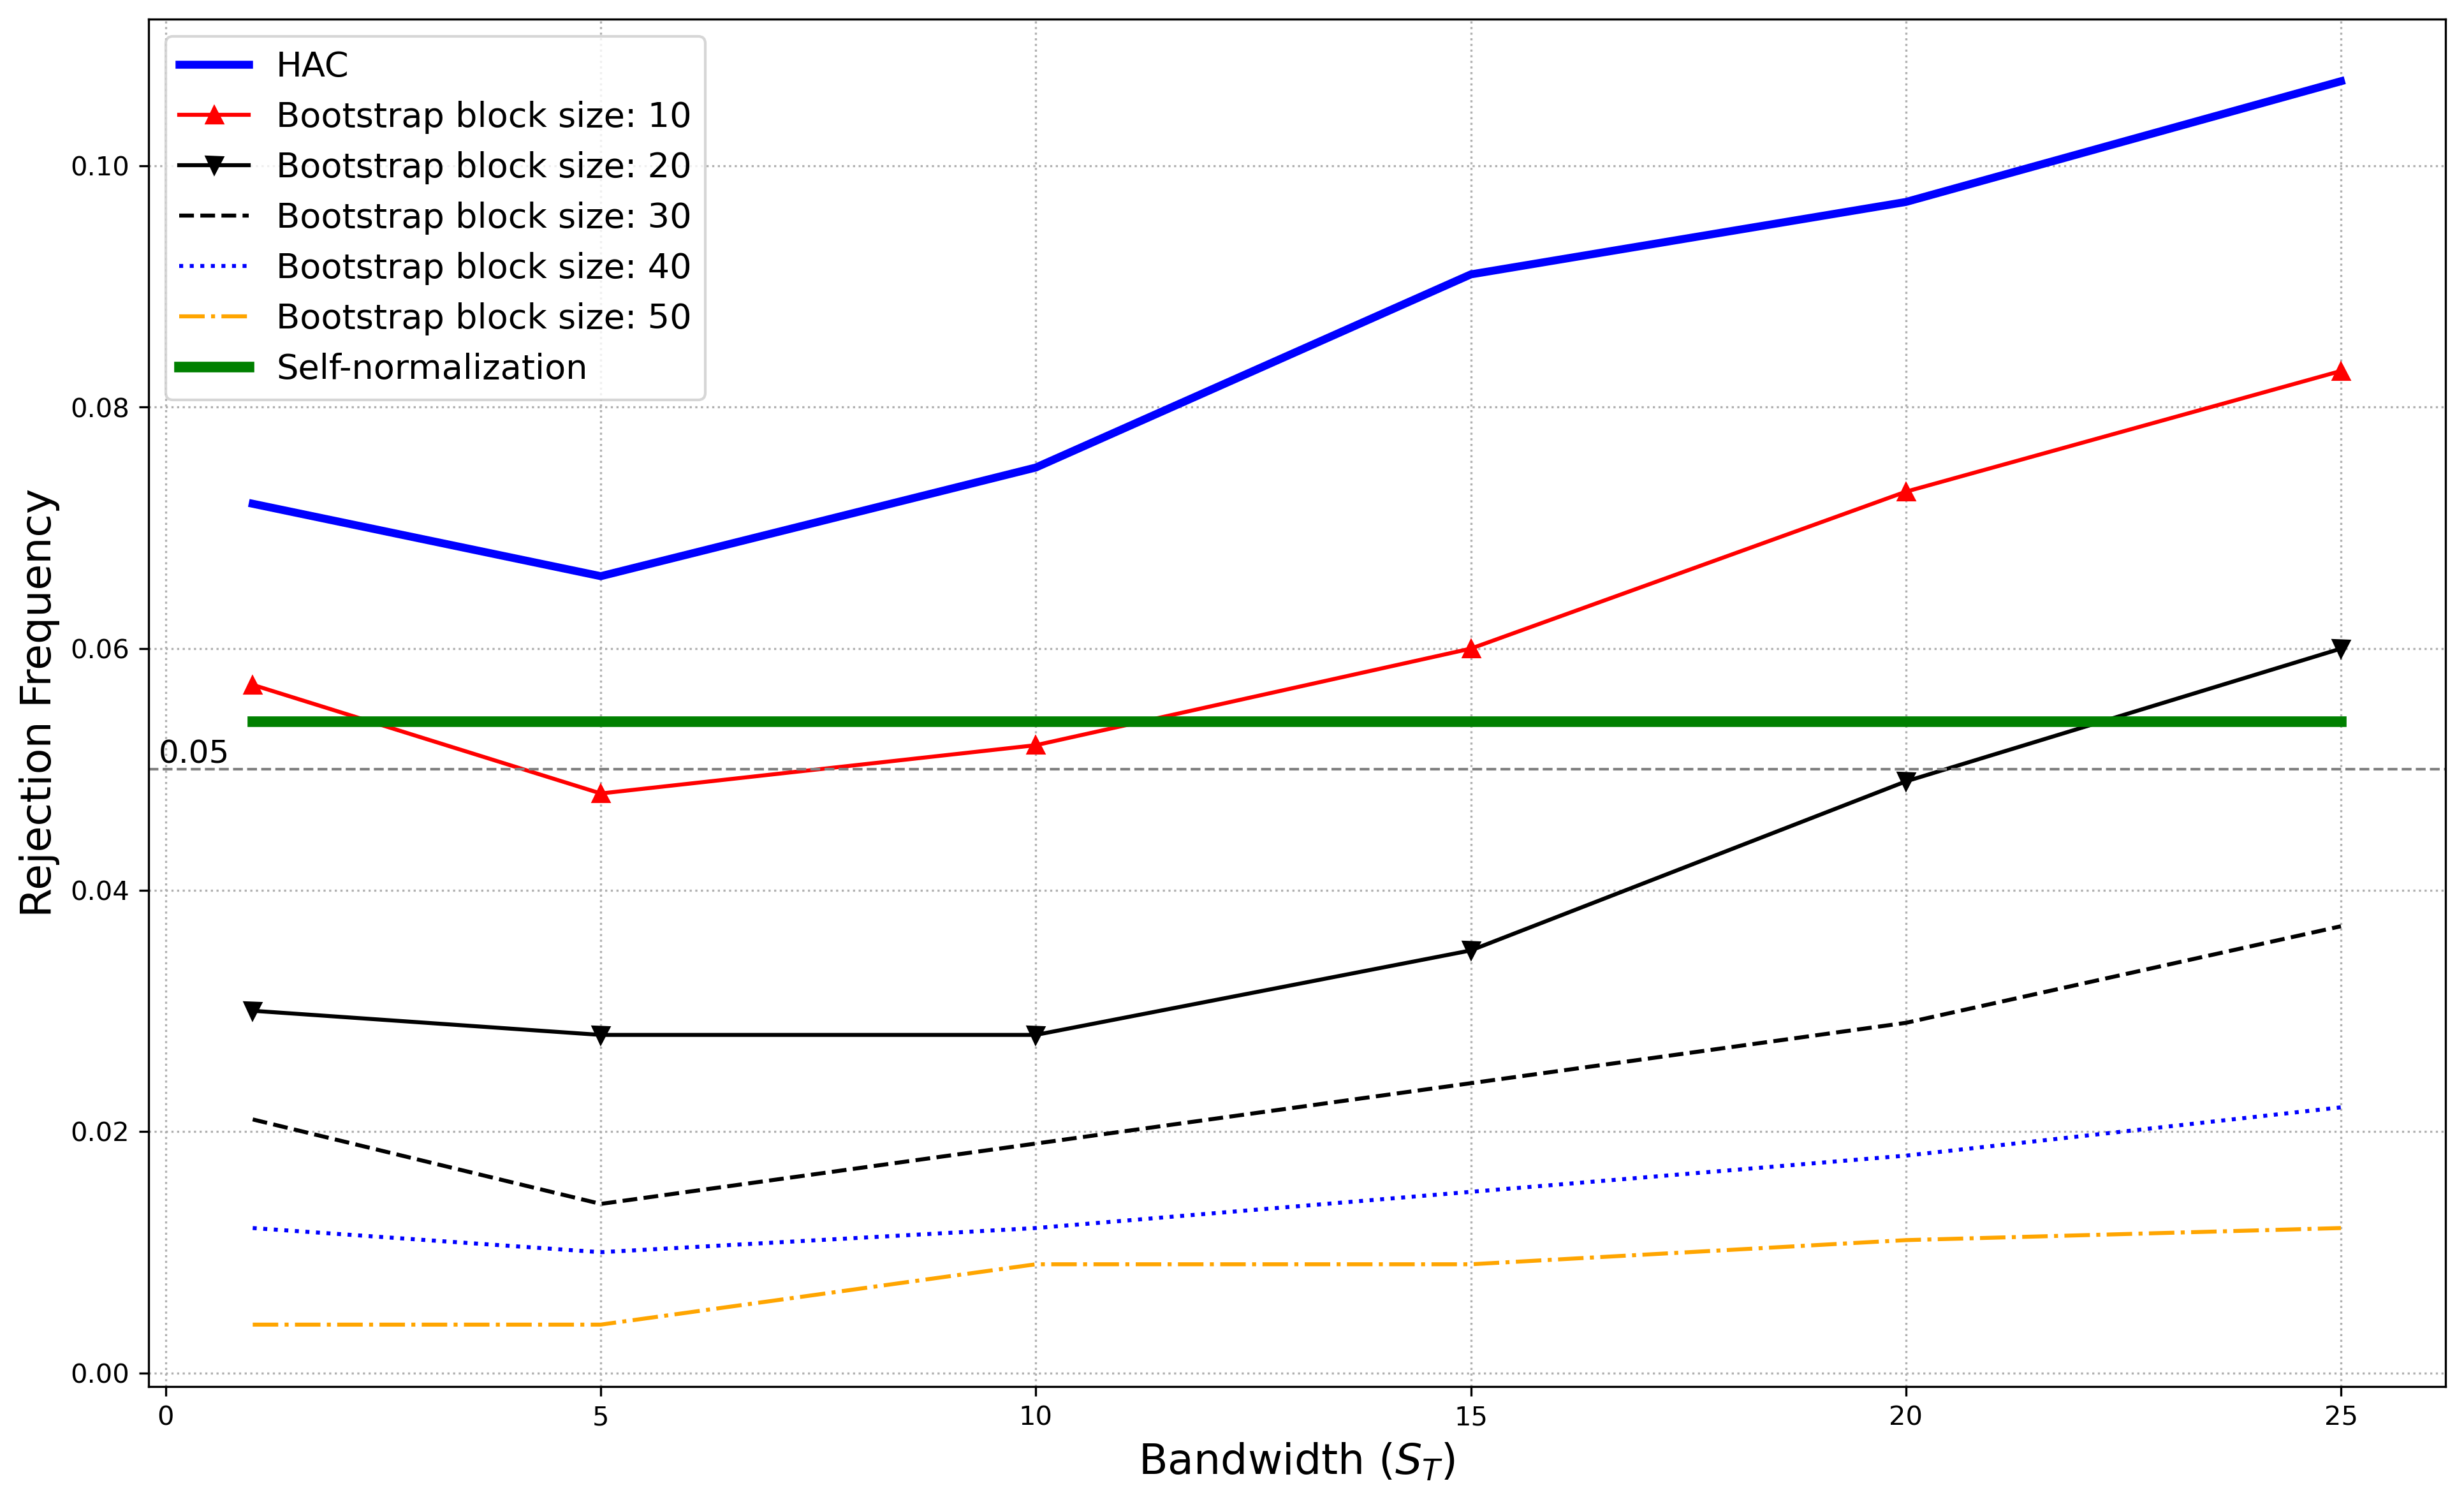 HAC
Bootstrap block size: 10
Bootstrap block size: 20
Bootstrap block size: 30
Bootstrap block size: 40
Bootstrap block size: 50
Self-normalization
Rejection Frequency
0.10
0.08
0.06
0.05
0.04
0.02
0.00
0 5 10 15 20 25
Bandwidth (S_T)